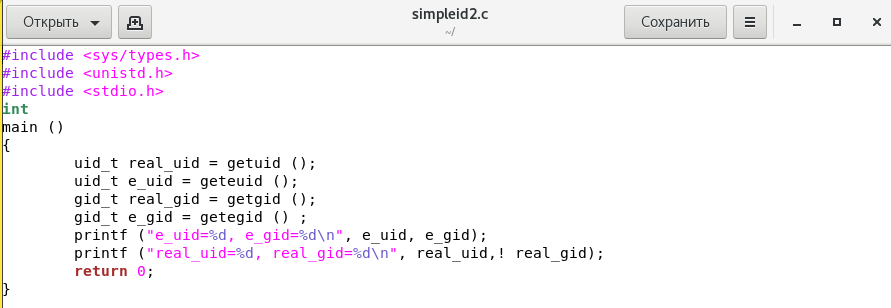 Открыть
simpleid2.c
~/
Сохранить
#include <sys/types.h>
#include <unistd.h>
#include <stdio.h>
int
main ()
{
        uid_t real_uid = getuid ();
        uid_t e_uid = geteuid ();
        gid_t real_gid = getgid ();
        gid_t e_gid = getegid () ;
        printf ("e_uid=%d, e_gid=%d\n", e_uid, e_gid);
        printf ("real_uid=%d, real_gid=%d\n", real_uid,! real_gid);
        return 0;
}